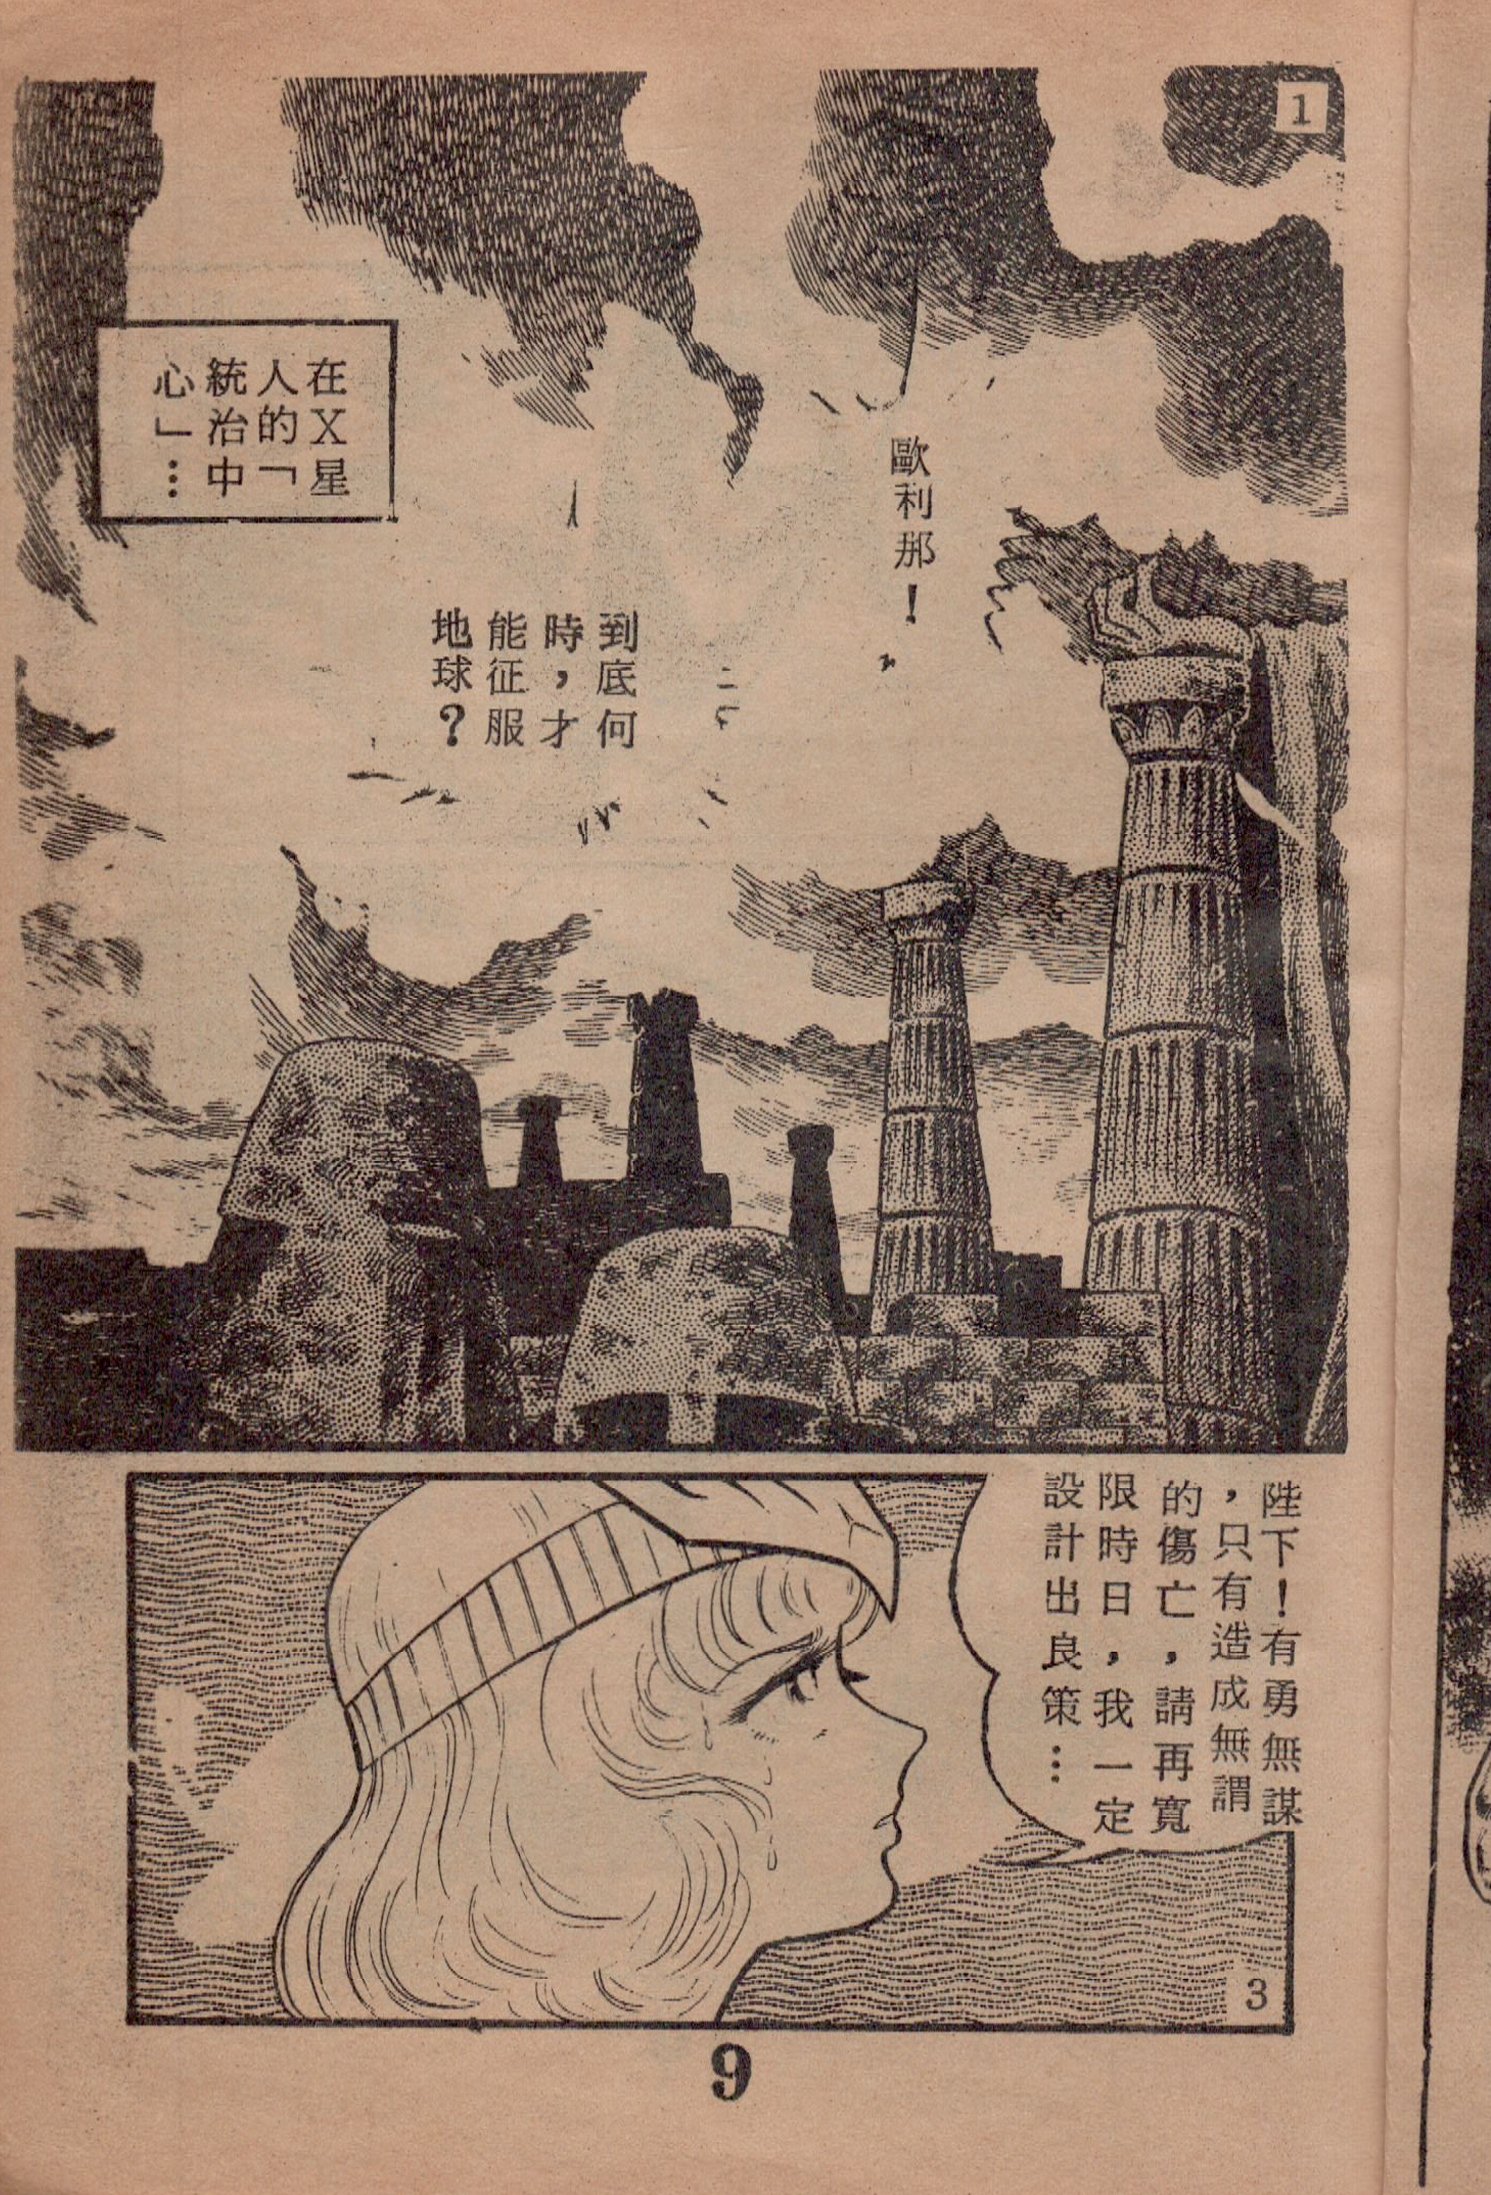 1
歐利那！
到底何
時，才
能征服
地球？
在X星
人的「
統治中
心」…
陛下！有勇無謀
，只有造成無謂
的傷亡，請再寬
限時日，我一定
設計出良策…
3
9